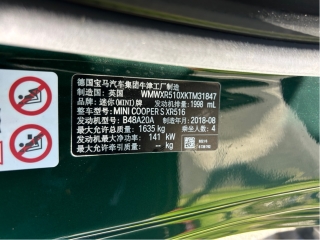 德国宝马汽车集团牛津工厂制造
制造国：英国 WMWXR510XKTM31847
品牌：迷你(MINI)牌 发动机排量：1998 mL
整车型号：MINI COOPER S XR516
发动机型号：B48A20A 制造年月：2018-08
最大允许总质量：1635 kg 乘坐人数：4
发动机最大净功率：141 kW
最大允许牵引质量：— kg